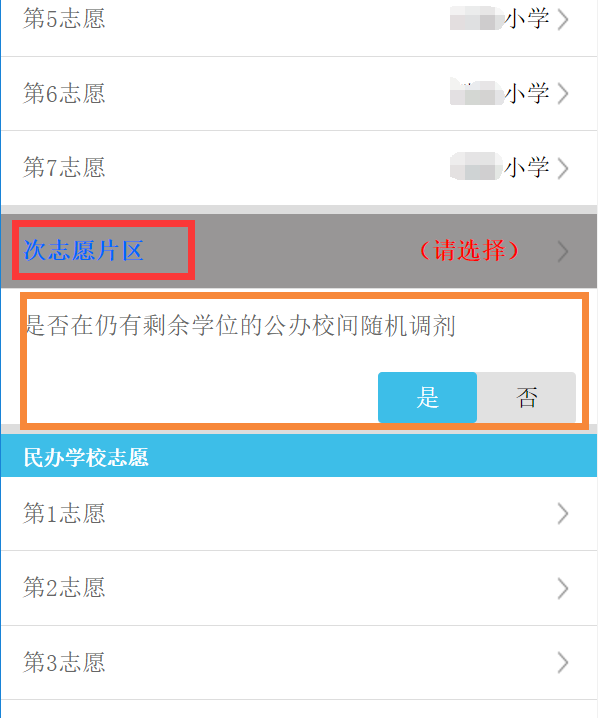 第5志愿 小学
第6志愿 小学
第7志愿 小学
次志愿片区 （请选择）
是否在仍有剩余学位的公办校间随机调剂
是 否
民办学校志愿
第1志愿
第2志愿
第3志愿